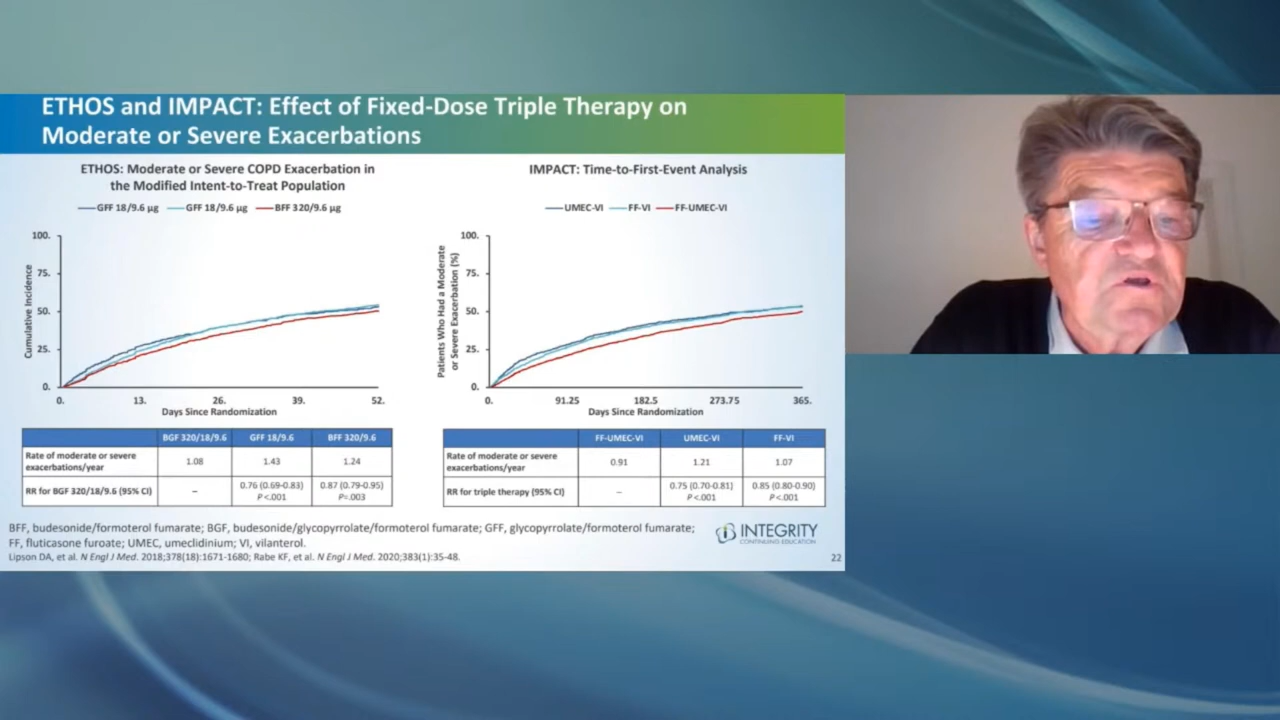 ETHOS and IMPACT: Effect of Fixed-Dose Triple Therapy on
Moderate or Severe Exacerbations
ETHOS: Moderate or Severe COPD Exacerbation in
the Modified Intent-to-Treat Population
GFF 18/9.6 µg GFF 18/9.6 µg BFF 320/9.6 µg
Cumulative Incidence
100.
75.
50.
25.
0.
0. 13. 26. 39. 52.
Days Since Randomization
BGF 320/18/9.6 GFF 18/9.6 BFF 320/9.6
Rate of moderate or severe
exacerbations/year
1.08 1.43 1.24
RR for BGF 320/18/9.6 (95% CI) – 0.76 (0.69-0.83) 0.87 (0.79-0.95)
P<.001 P=.003
IMPACT: Time-to-First-Event Analysis
UMEC-VI FF-VI FF-UMEC-VI
Patients Who Had a Moderate
or Severe Exacerbation (%)
100.
75.
50.
25.
0.
0. 91.25 182.5 273.75 365.
Days Since Randomization
FF-UMEC-VI UMEC-VI FF-VI
Rate of moderate or severe
exacerbations/year
0.91 1.21 1.07
RR for triple therapy (95% CI) – 0.75 (0.70-0.81) 0.85 (0.80-0.90)
P<.001 P<.001
BFF, budesonide/formoterol fumarate; BGF, budesonide/glycopyrrolate/formoterol fumarate; GFF, glycopyrrolate/formoterol fumarate;
FF, fluticasone furoate; UMEC, umeclidinium; VI, vilanterol.
Lipson DA, et al. N Engl J Med. 2018;378(18):1671-1680; Rabe KF, et al. N Engl J Med. 2020;383(1):35-48.
INTEGRITY
CONTINUING EDUCATION
22